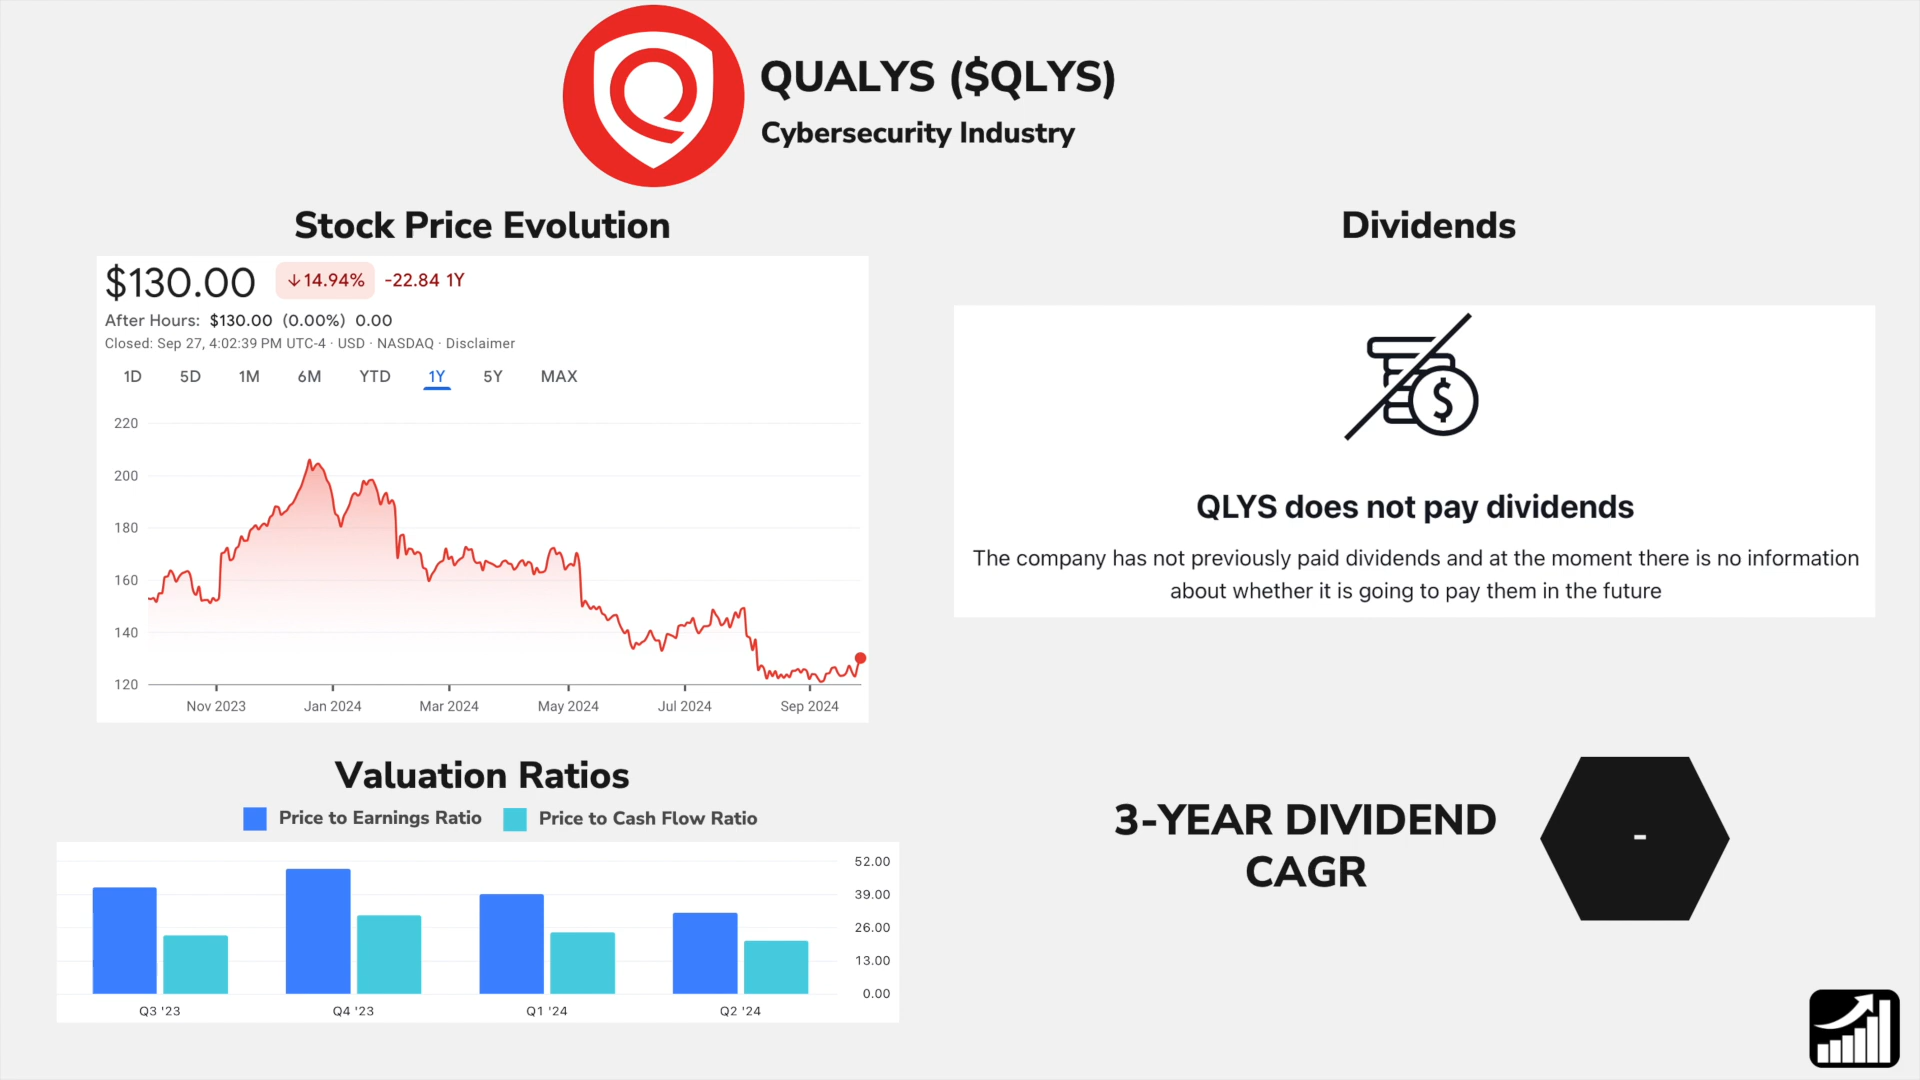 QUALYS ($QLYS)
Cybersecurity Industry
Stock Price Evolution
$130.00 ↓14.94% -22.84 1Y
After Hours: $130.00 (0.00%) 0.00
Closed: Sep 27, 4:02:39 PM UTC-4 · USD · NASDAQ · Disclaimer
1D 5D 1M 6M YTD 1Y 5Y MAX
220
200
180
160
140
120
Nov 2023 Jan 2024 Mar 2024 May 2024 Jul 2024 Sep 2024
Dividends
$
QLYS does not pay dividends
The company has not previously paid dividends and at the moment there is no information
about whether it is going to pay them in the future
Valuation Ratios
Price to Earnings Ratio Price to Cash Flow Ratio
52.00
39.00
26.00
13.00
0.00
Q3 '23 Q4 '23 Q1 '24 Q2 '24
3-YEAR DIVIDEND
CAGR
-